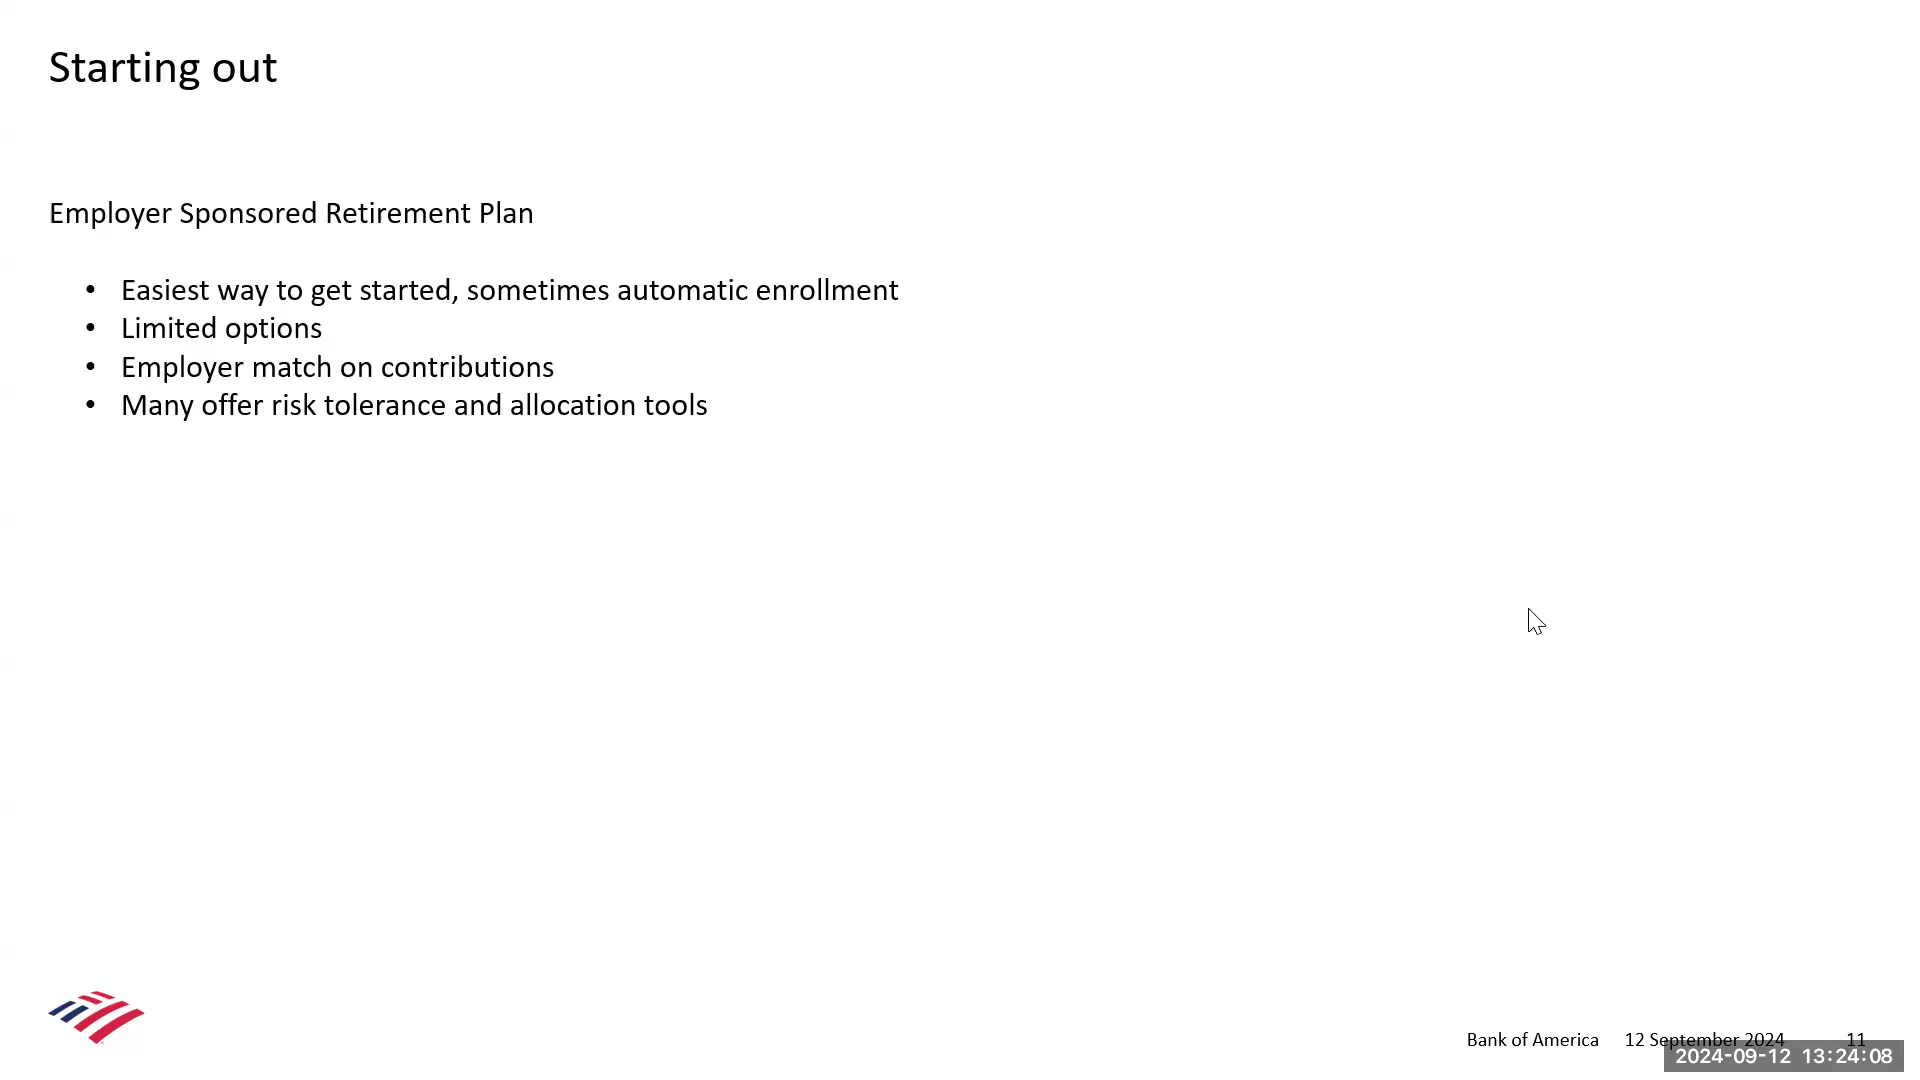 Starting out
Employer Sponsored Retirement Plan
• Easiest way to get started, sometimes automatic enrollment
• Limited options
• Employer match on contributions
• Many offer risk tolerance and allocation tools
Bank of America 12 September 2024 11
2024-09-12 13:24:08